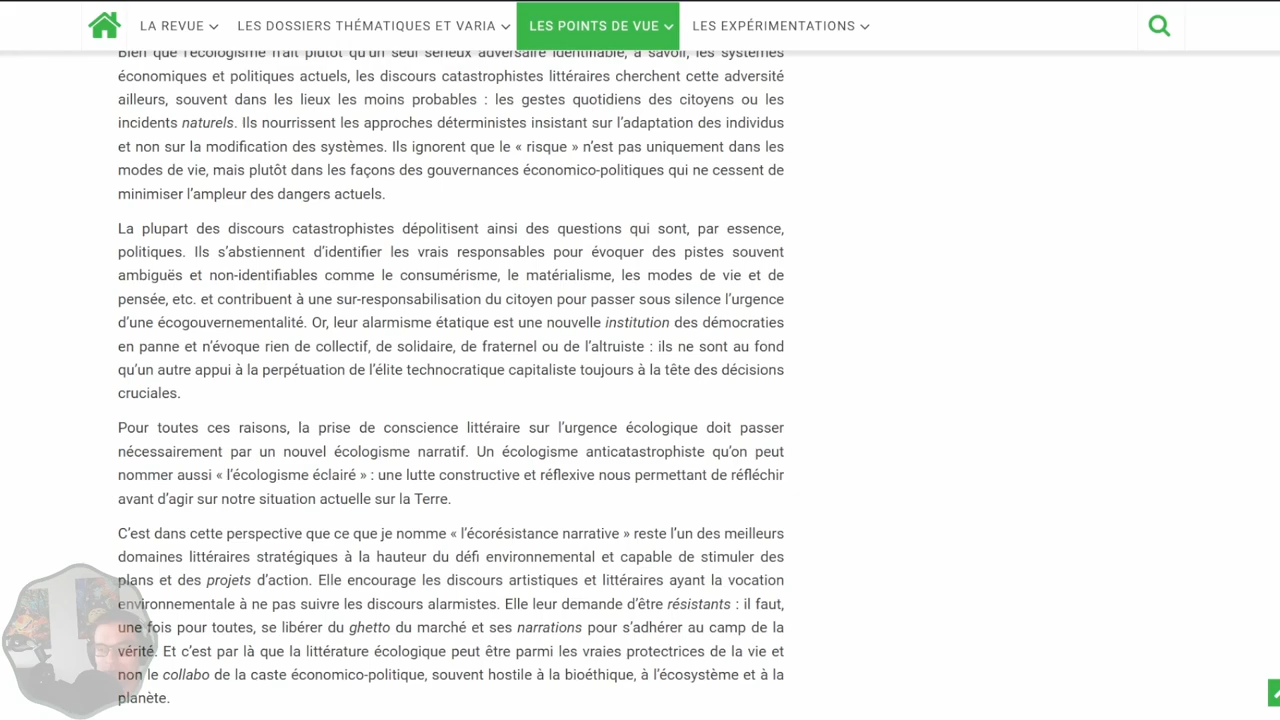 LA REVUE
LES DOSSIERS THÉMATIQUES ET VARIA
LES POINTS DE VUE
LES EXPÉRIMENTATIONS
Bien que l'écologisme n'ait plutôt qu'un seul sérieux adversaire identifiable, à savoir, les systèmes
économiques et politiques actuels, les discours catastrophistes littéraires cherchent cette adversité
ailleurs, souvent dans les lieux les moins probables : les gestes quotidiens des citoyens ou les
incidents naturels. Ils nourrissent les approches déterministes insistant sur l’adaptation des individus
et non sur la modification des systèmes. Ils ignorent que le « risque » n’est pas uniquement dans les
modes de vie, mais plutôt dans les façons des gouvernances économico-politiques qui ne cessent de
minimiser l’ampleur des dangers actuels.
La plupart des discours catastrophistes dépolitisent ainsi des questions qui sont, par essence,
politiques. Ils s’abstiennent d’identifier les vrais responsables pour évoquer des pistes souvent
ambiguës et non-identifiables comme le consumérisme, le matérialisme, les modes de vie et de
pensée, etc. et contribuent à une sur-responsabilisation du citoyen pour passer sous silence l’urgence
d’une écogouvernementalité. Or, leur alarmisme étatique est une nouvelle institution des démocraties
en panne et n’évoque rien de collectif, de solidaire, de fraternel ou de l’altruiste : ils ne sont au fond
qu’un autre appui à la perpétuation de l’élite technocratique capitaliste toujours à la tête des décisions
cruciales.
Pour toutes ces raisons, la prise de conscience littéraire sur l’urgence écologique doit passer
nécessairement par un nouvel écologisme narratif. Un écologisme anticatastrophiste qu’on peut
nommer aussi « l’écologisme éclairé » : une lutte constructive et réflexive nous permettant de réfléchir
avant d’agir sur notre situation actuelle sur la Terre.
C’est dans cette perspective que ce que je nomme « l’écorésistance narrative » reste l’un des meilleurs
domaines littéraires stratégiques à la hauteur du défi environnemental et capable de stimuler des
plans et des projets d’action. Elle encourage les discours artistiques et littéraires ayant la vocation
environnementale à ne pas suivre les discours alarmistes. Elle leur demande d’être résistants : il faut,
une fois pour toutes, se libérer du ghetto du marché et ses narrations pour s’adhérer au camp de la
vérité. Et c’est par là que la littérature écologique peut être parmi les vraies protectrices de la vie et
non le collabo de la caste économico-politique, souvent hostile à la bioéthique, à l’écosystème et à la
planète.